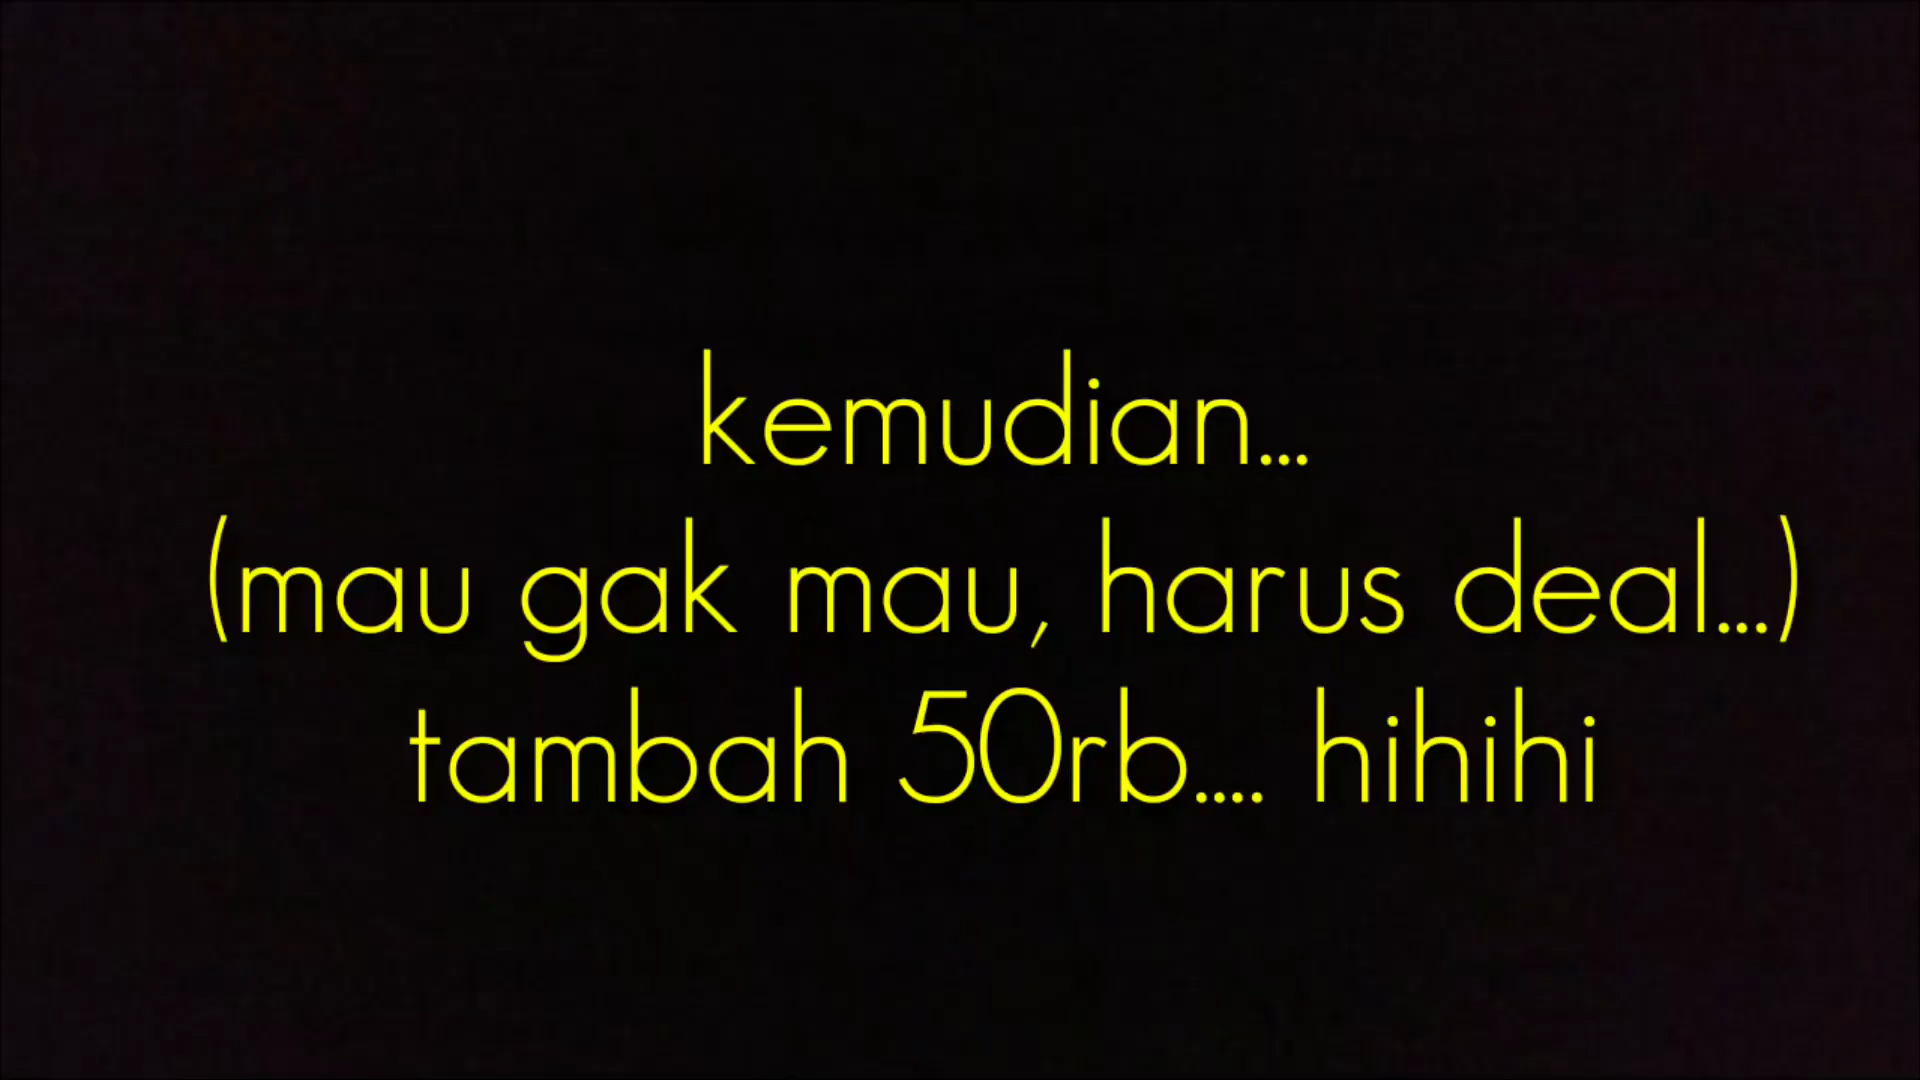 kemudian...
(mau gak mau, harus deal...)
tambah 50rb.... hihihi